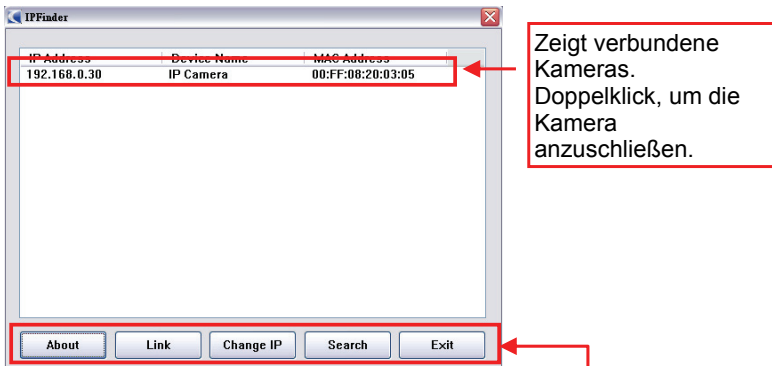 IPFinder
IP Address Device Name MAC Address
192.168.0.30 IP Camera 00:FF:08:20:03:05
Zeigt verbundene
Kameras.
Doppelklick, um die
Kamera
anzuschließen.
About Link Change IP Search Exit